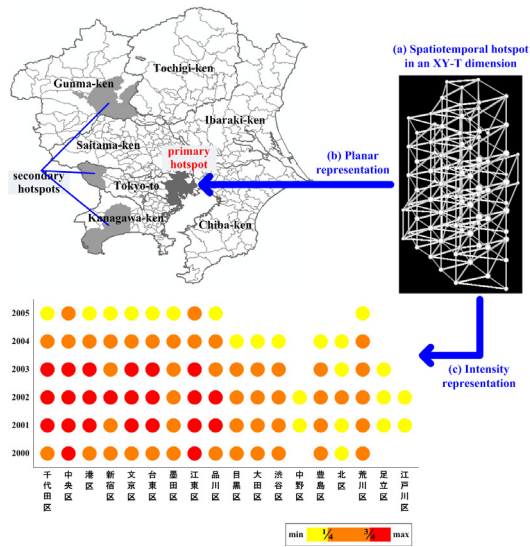 (a) Spatiotemporal hotspot
in an XY-T dimension
Tochigi-ken
Gunma-ken
Ibaraki-ken
Saitama-ken
primary
hotspot
(b) Planar
representation
secondary
hotspots
Tokyo-to
Kanagawa-ken
Chiba-ken
(c) Intensity
representation
2005
2004
2003
2002
2001
2000
千代田区
中央区
港区
新宿区
文京区
台東区
墨田区
江東区
品川区
目黒区
大田区
渋谷区
中野区
豊島区
北区
荒川区
足立区
江戸川区
min 1/4 3/4 max